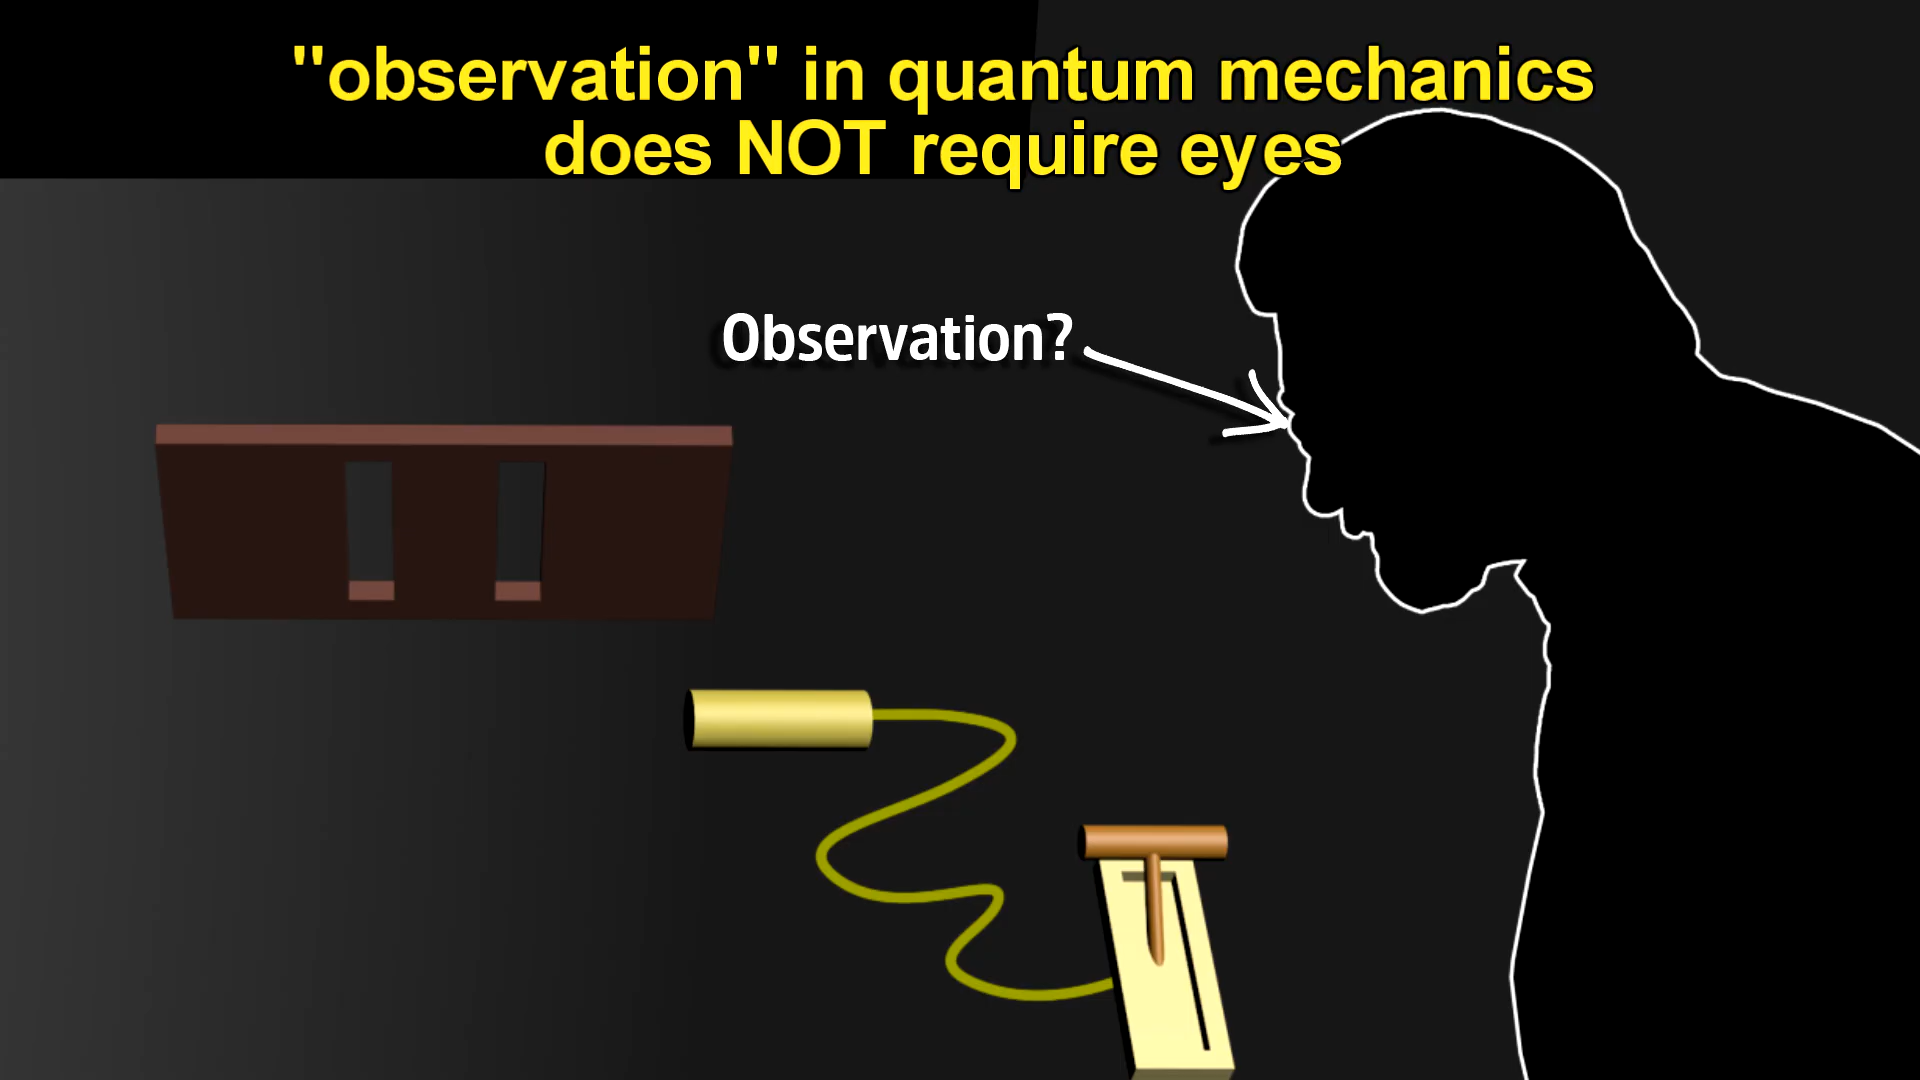 "observation" in quantum mechanics
does NOT require eyes
Observation?